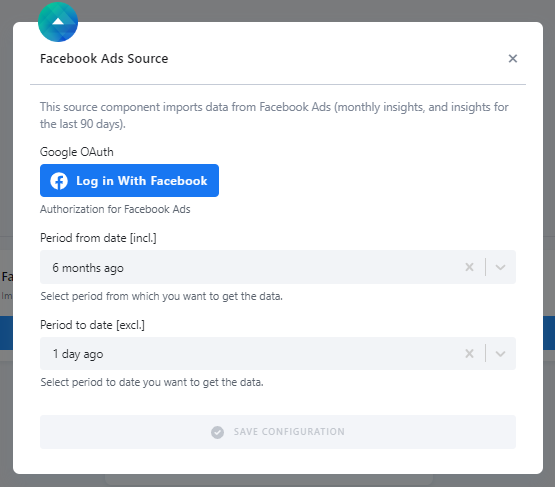 Facebook Ads Source
This source component imports data from Facebook Ads (monthly insights, and insights for
the last 90 days).
Google OAuth
Log in With Facebook
Authorization for Facebook Ads
Period from date [incl.]
6 months ago
Select period from which you want to get the data.
Period to date [excl.]
1 day ago
Select period to date you want to get the data.
SAVE CONFIGURATION
Fa
Im